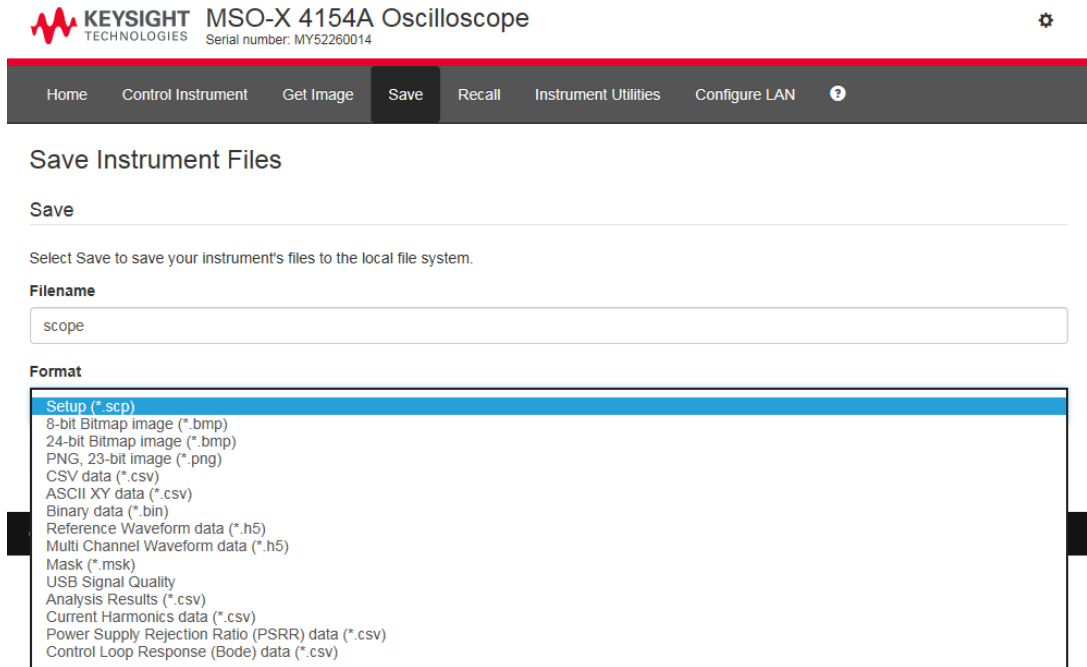 KEYSIGHT TECHNOLOGIES
MSO-X 4154A Oscilloscope
Serial number: MY52260014
Home Control Instrument Get Image Save Recall Instrument Utilities Configure LAN ?
Save Instrument Files
Save
Select Save to save your instrument's files to the local file system.
Filename
scope
Format
Setup (*.scp)
8-bit Bitmap image (*.bmp)
24-bit Bitmap image (*.bmp)
PNG, 23-bit image (*.png)
CSV data (*.csv)
ASCII XY data (*.csv)
Binary data (*.bin)
Reference Waveform data (*.h5)
Multi Channel Waveform data (*.h5)
Mask (*.msk)
USB Signal Quality
Analysis Results (*.csv)
Current Harmonics data (*.csv)
Power Supply Rejection Ratio (PSRR) data (*.csv)
Control Loop Response (Bode) data (*.csv)